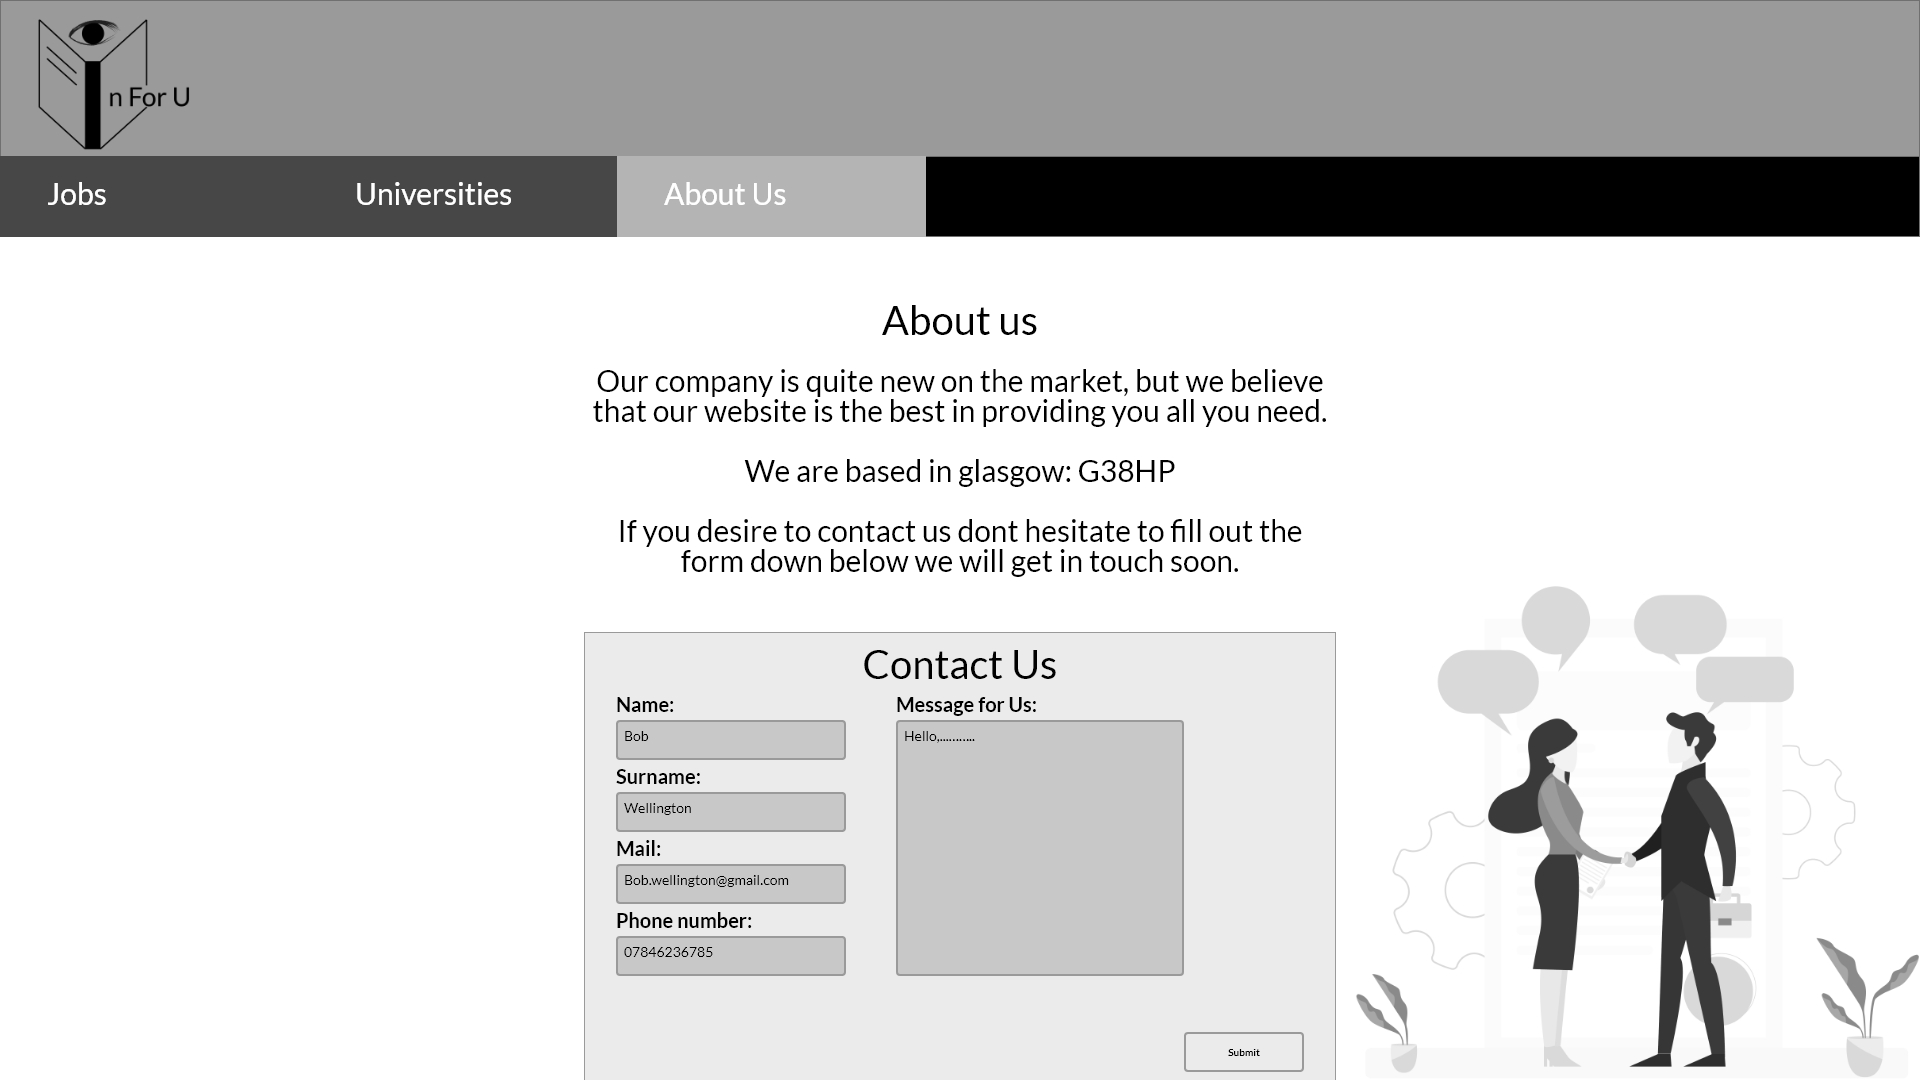 n For U
Jobs
Universities
About Us
About us
Our company is quite new on the market, but we believe
that our website is the best in providing you all you need.
We are based in glasgow: G38HP
If you desire to contact us dont hesitate to fill out the
form down below we will get in touch soon.
Contact Us
Name:
Bob
Surname:
Wellington
Mail:
Bob.wellington@gmail.com
Phone number:
07846236785
Message for Us:
Hello,...........
Submit